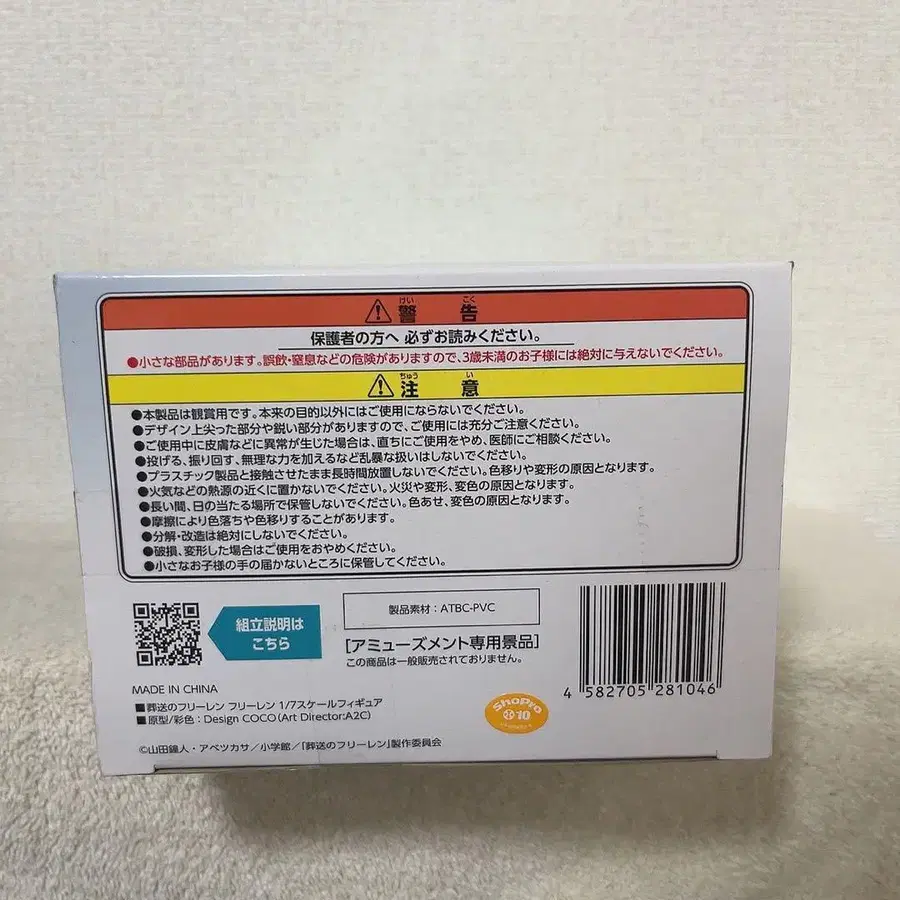 けい こく
警 告
保護者の方へ 必ずお読みください。
●小さな部品があります。誤飲・窒息などの危険がありますので、3歳未満のお子様には絶対に与えないでください。
ちゅう い
注 意
●本製品は観賞用です。本来の目的以外にはご使用にならないでください。
●デザイン上尖った部分や鋭い部分がありますので、ご使用には充分ご注意ください。
●ご使用中に皮膚などに異常が生じた場合は、直ちにご使用をやめ、医師にご相談ください。
●投げる、振り回す、無理な力を加えるなど乱暴な扱いはしないでください。
●プラスチック製品と接触させたまま長時間放置しないでください。色移りや変形の原因となります。
●火気などの熱源の近くに置かないでください。火災や変形、変色の原因となります。
●長い間、日の当たる場所で保管しないでください。色あせ、変色の原因となります。
●摩擦により色落ちや色移りすることがあります。
●分解・改造は絶対にしないでください。
●破損、変形した場合はご使用をおやめください。
●小さなお子様の手の届かないところに保管してください。
組立説明は
こちら
製品素材：ATBC-PVC
[アミューズメント専用景品]
この商品は一般販売されておりません。
4 582705 281046
MADE IN CHINA
■葬送のフリーレン フリーレン 1/7スケールフィギュア
■原型/彩色：Design COCO(Art Director:A2C)
ShoPro
10
©山田鐘人・アベツカサ／小学館／「葬送のフリーレン」製作委員会